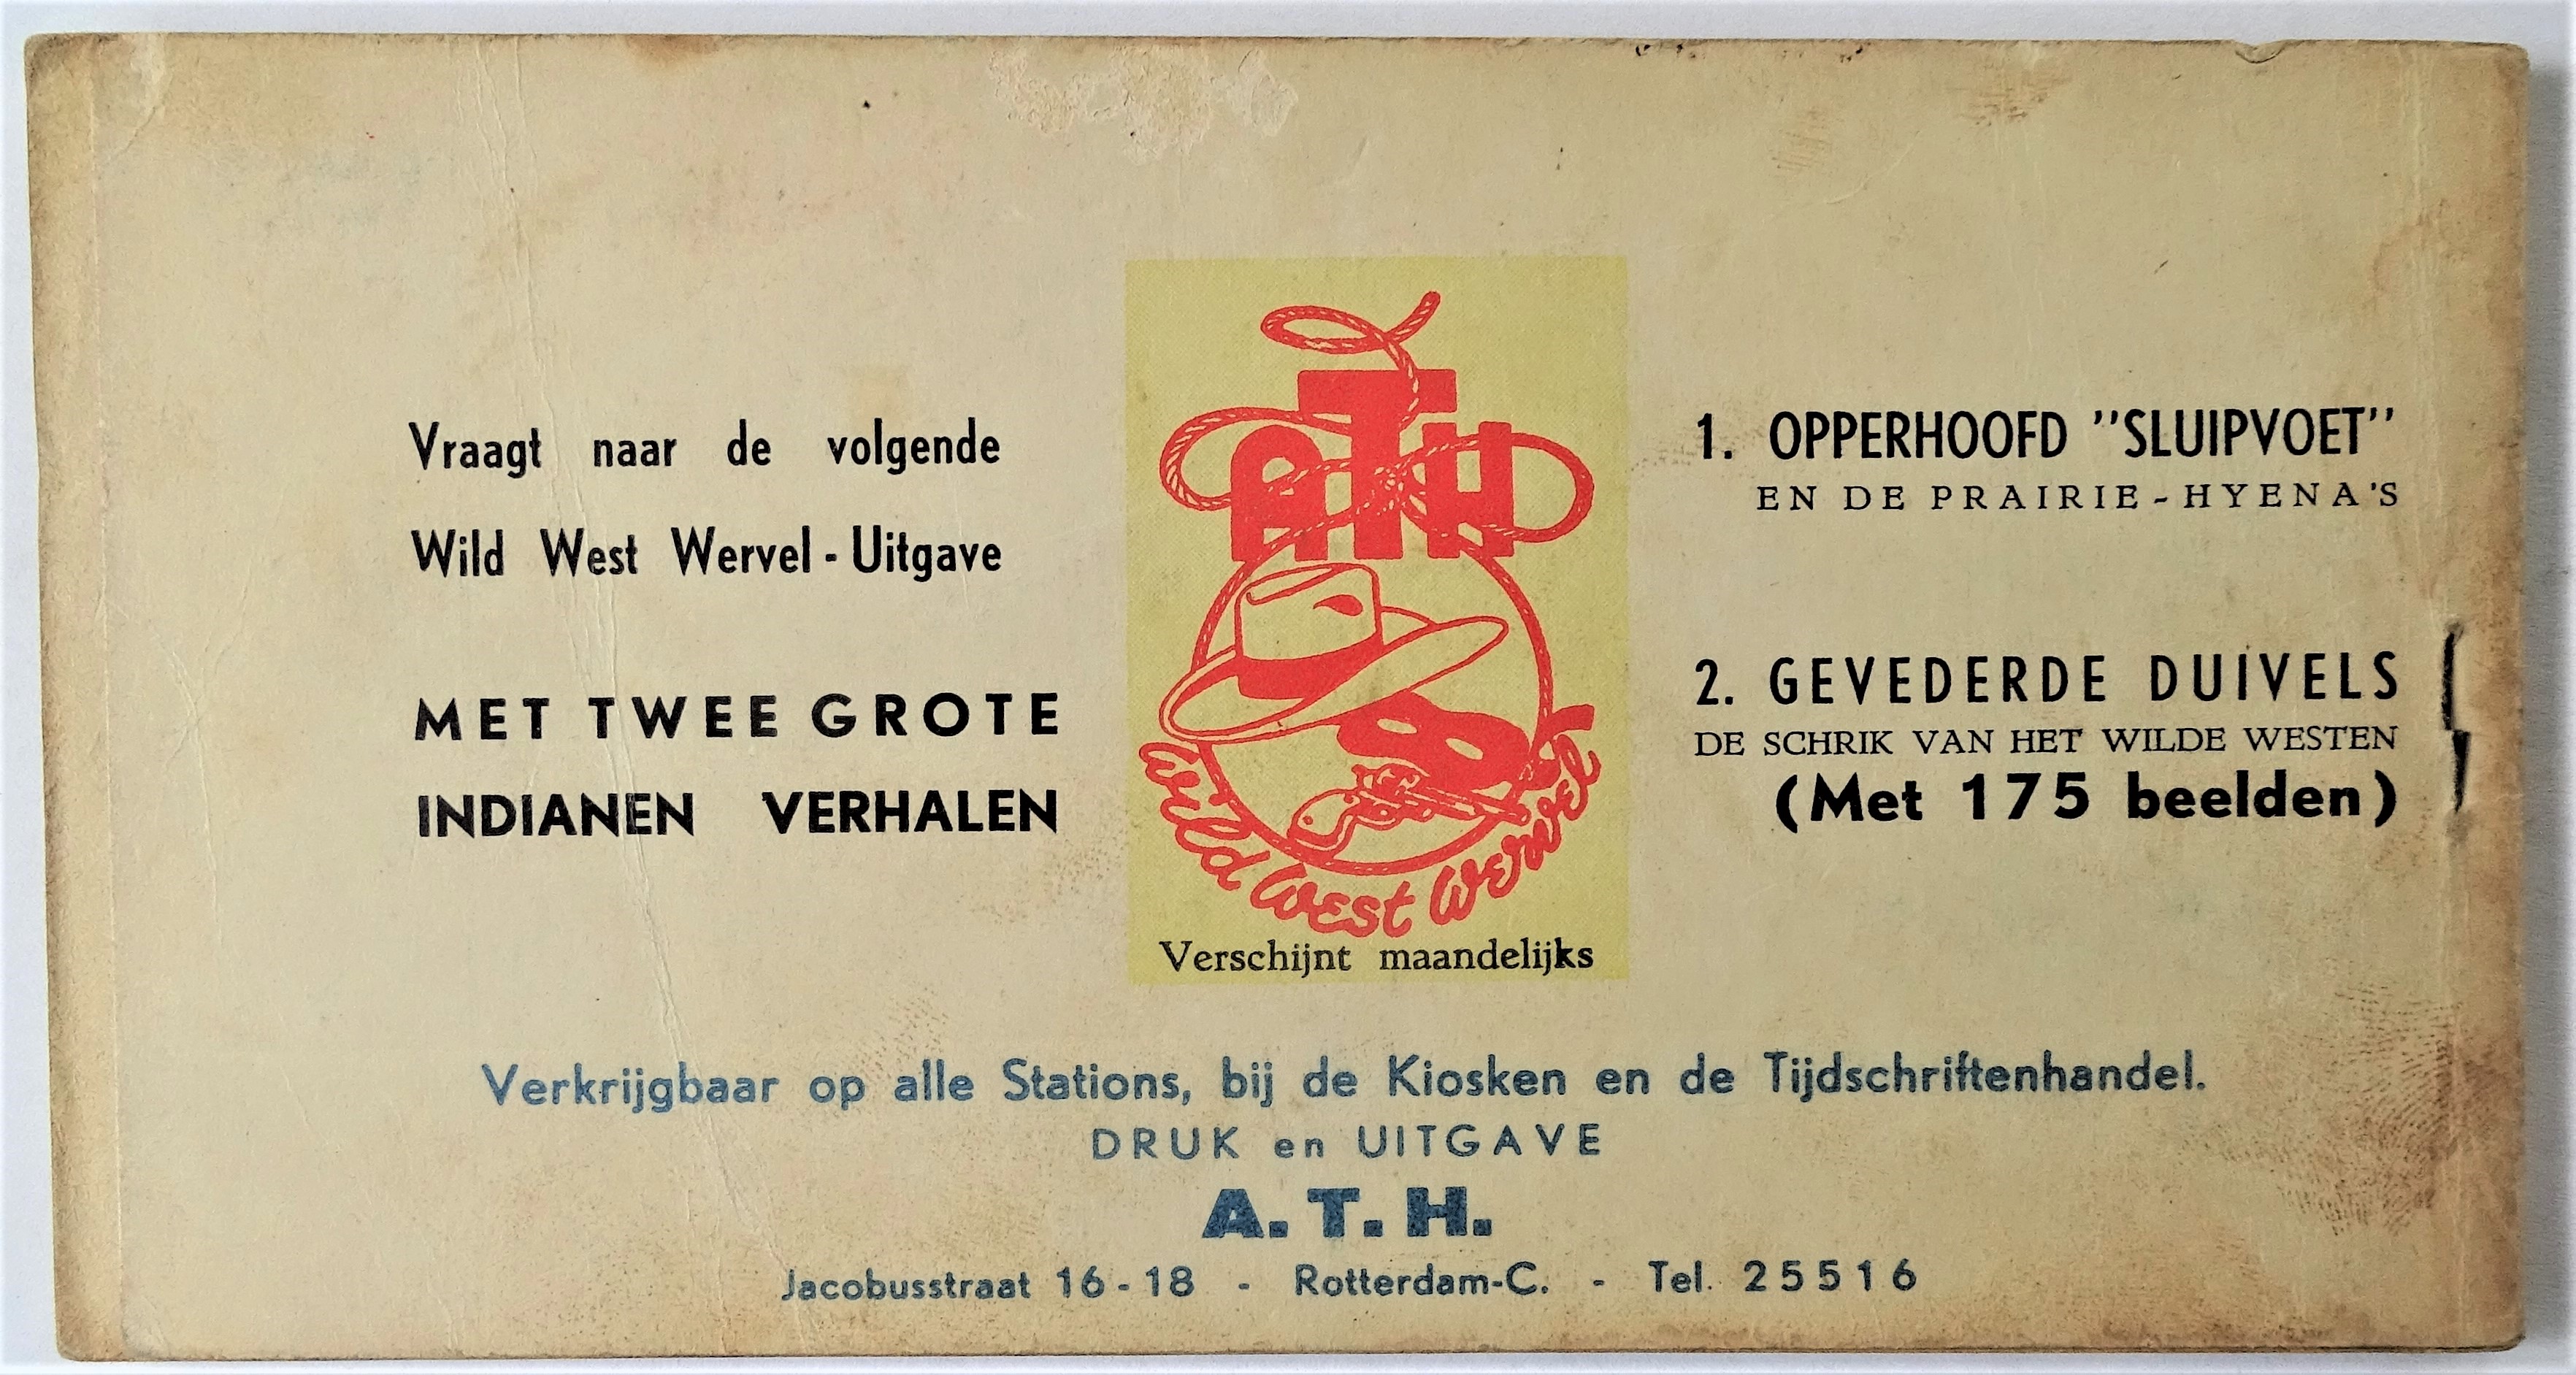 Vraagt naar de volgende
Wild West Wervel - Uitgave
MET TWEE GROTE
INDIANEN VERHALEN
ATH
Wild West Wervel
Verschijnt maandelijks
1. OPPERHOOFD "SLUIPVOET"
EN DE PRAIRIE-HYENA'S
2. GEVEDERDE DUIVELS
DE SCHRIK VAN HET WILDE WESTEN
(Met 175 beelden)
Verkrijgbaar op alle Stations, bij de Kiosken en de Tijdschriftenhandel.
DRUK en UITGAVE
A. T. H.
Jacobusstraat 16 - 18 - Rotterdam-C. - Tel. 25516